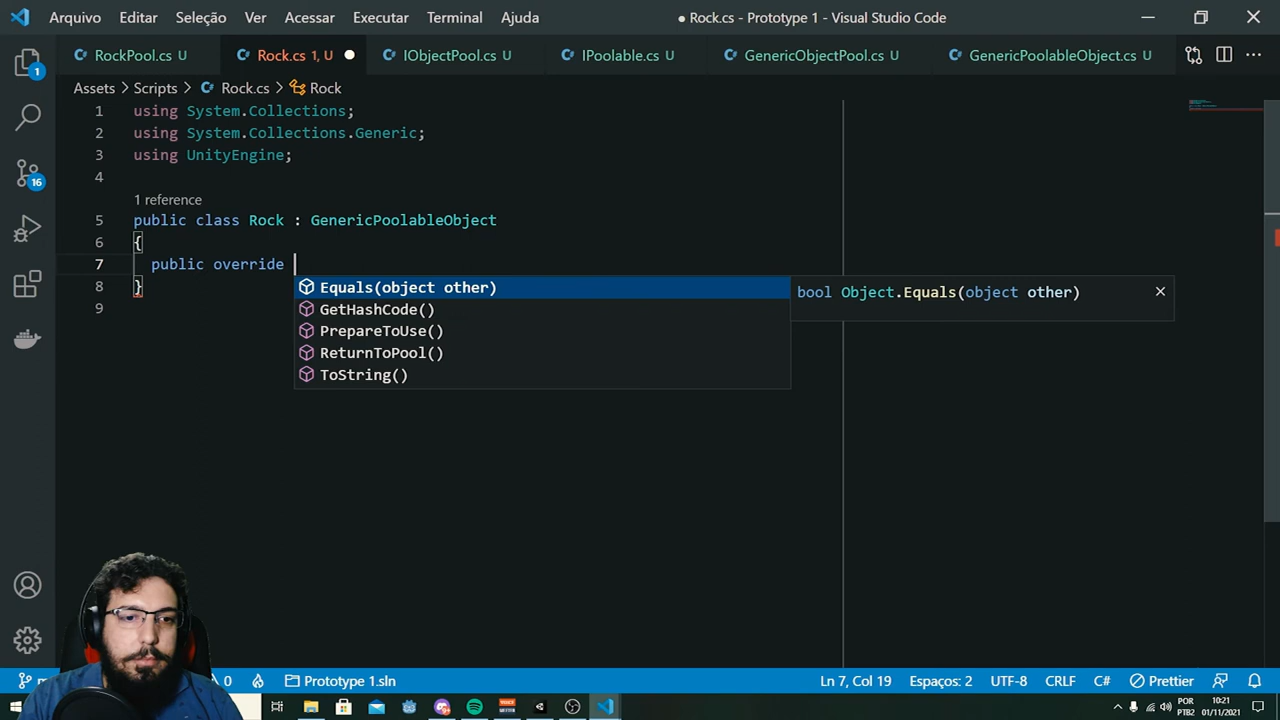 Arquivo Editar Seleção Ver Acessar Executar Terminal Ajuda ● Rock.cs - Prototype 1 - Visual Studio Code
RockPool.cs U Rock.cs 1, U IObjectPool.cs U IPoolable.cs U GenericObjectPool.cs U GenericPoolableObject.cs U
1
Assets > Scripts > Rock.cs > Rock
1 using System.Collections;
2 using System.Collections.Generic;
3 using UnityEngine;
4
16
1 reference
5 public class Rock : GenericPoolableObject
6 {
7 public override
Equals(object other) bool Object.Equals(object other)
8 }
GetHashCode()
9
PrepareToUse()
ReturnToPool()
ToString()
0 Prototype 1.sln Ln 7, Col 19 Espaços: 2 UTF-8 CRLF C# Prettier
POR 10:21
PTB2 01/11/2021